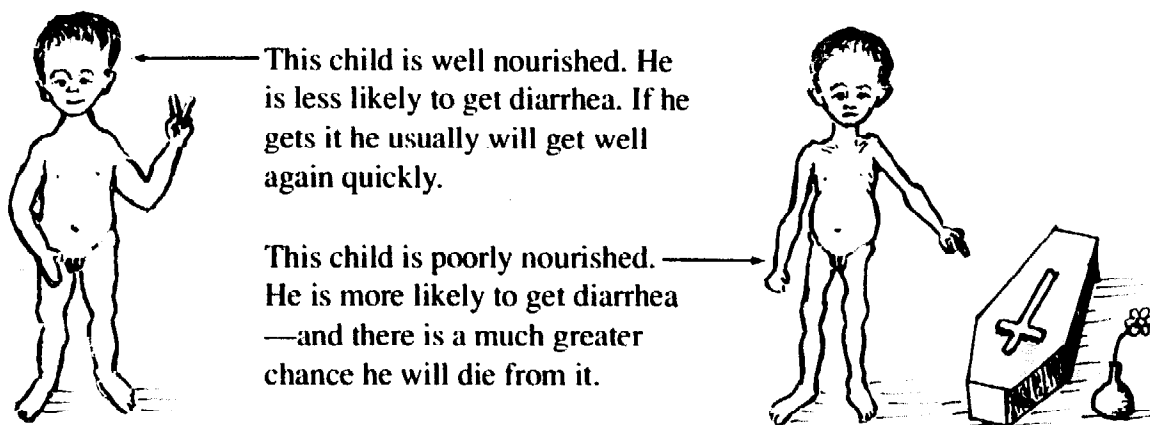 This child is well nourished. He
is less likely to get diarrhea. If he
gets it he usually will get well
again quickly.
This child is poorly nourished.
He is more likely to get diarrhea
—and there is a much greater
chance he will die from it.